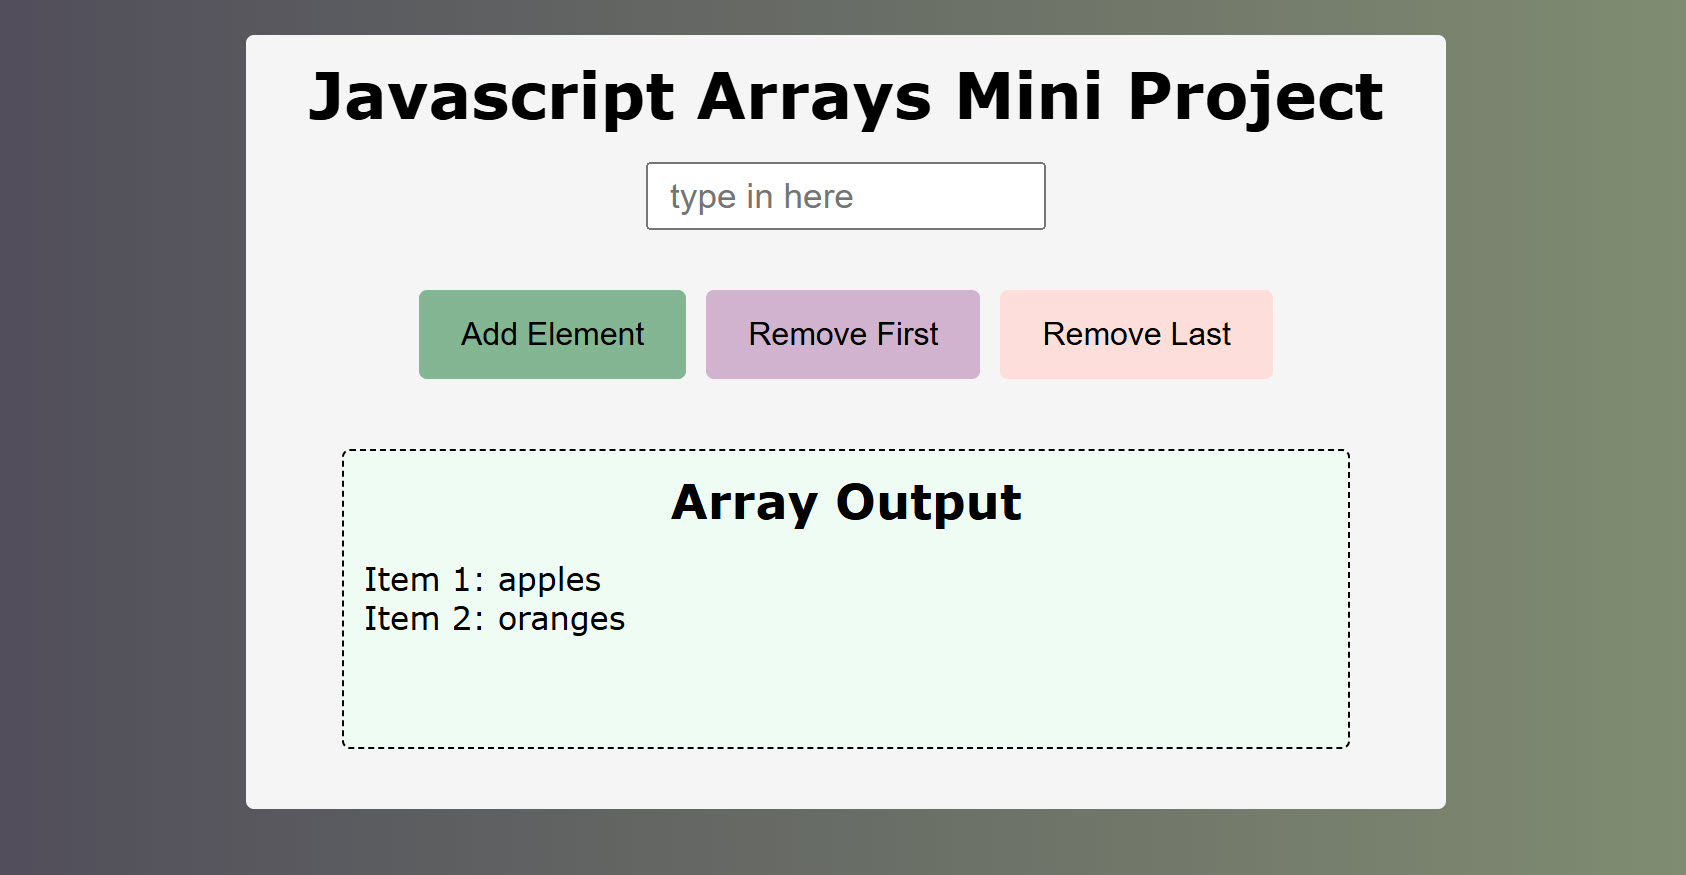 Javascript Arrays Mini Project
type in here
Add Element Remove First Remove Last
Array Output
Item 1: apples
Item 2: oranges